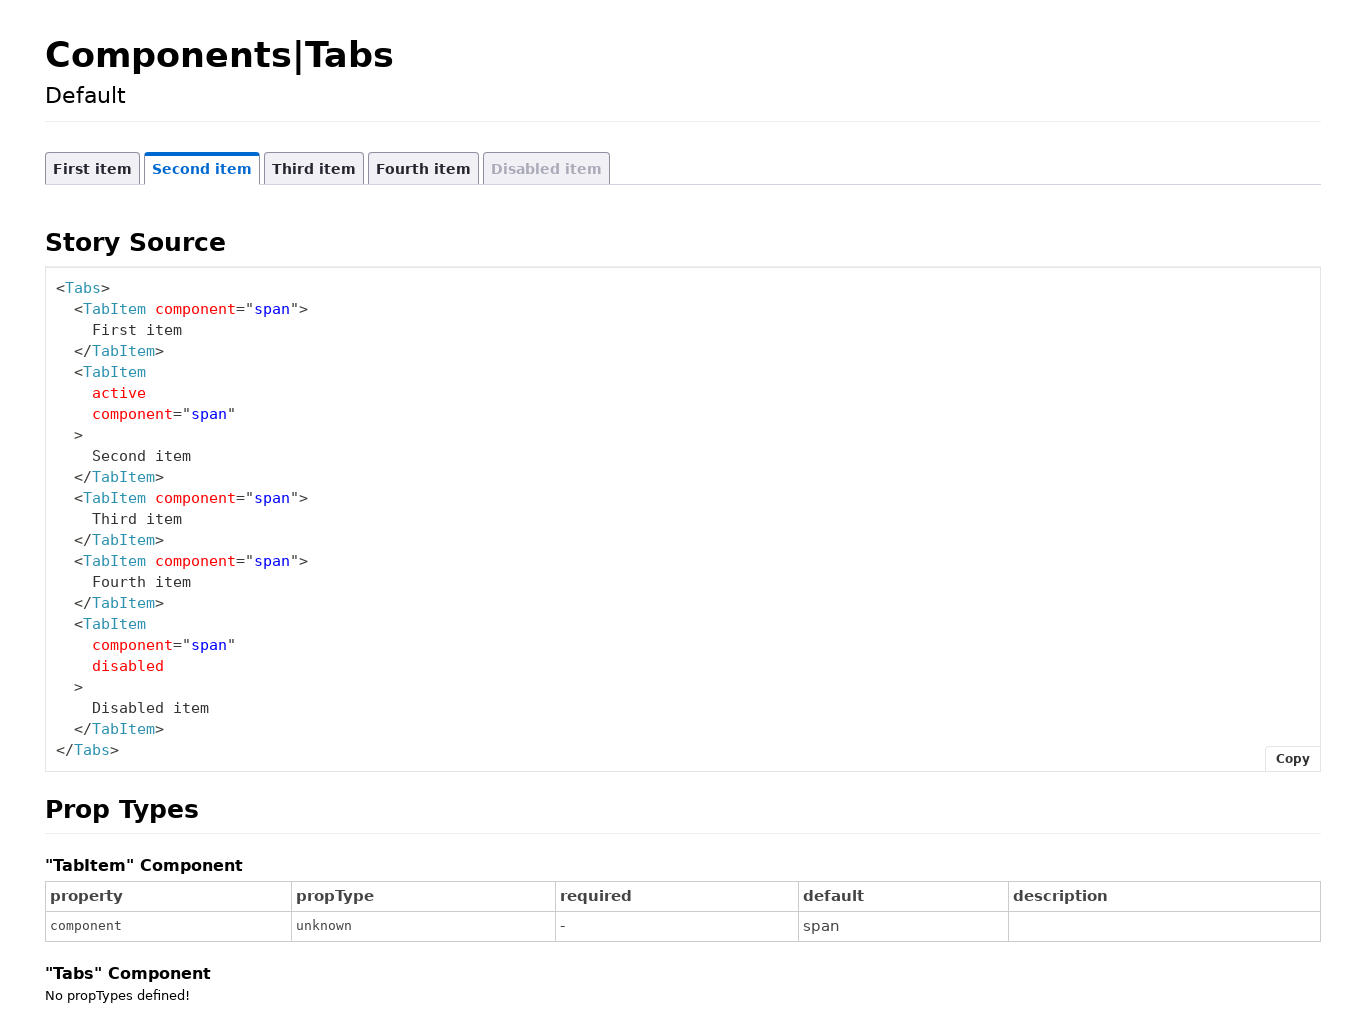 Components|Tabs
Default
First item Second item Third item Fourth item Disabled item
Story Source
<Tabs>
  <TabItem component="span">
    First item
  </TabItem>
  <TabItem
    active
    component="span"
  >
    Second item
  </TabItem>
  <TabItem component="span">
    Third item
  </TabItem>
  <TabItem component="span">
    Fourth item
  </TabItem>
  <TabItem
    component="span"
    disabled
  >
    Disabled item
  </TabItem>
</Tabs>
Copy
Prop Types
"TabItem" Component
property propType required default description
component unknown - span
"Tabs" Component
No propTypes defined!